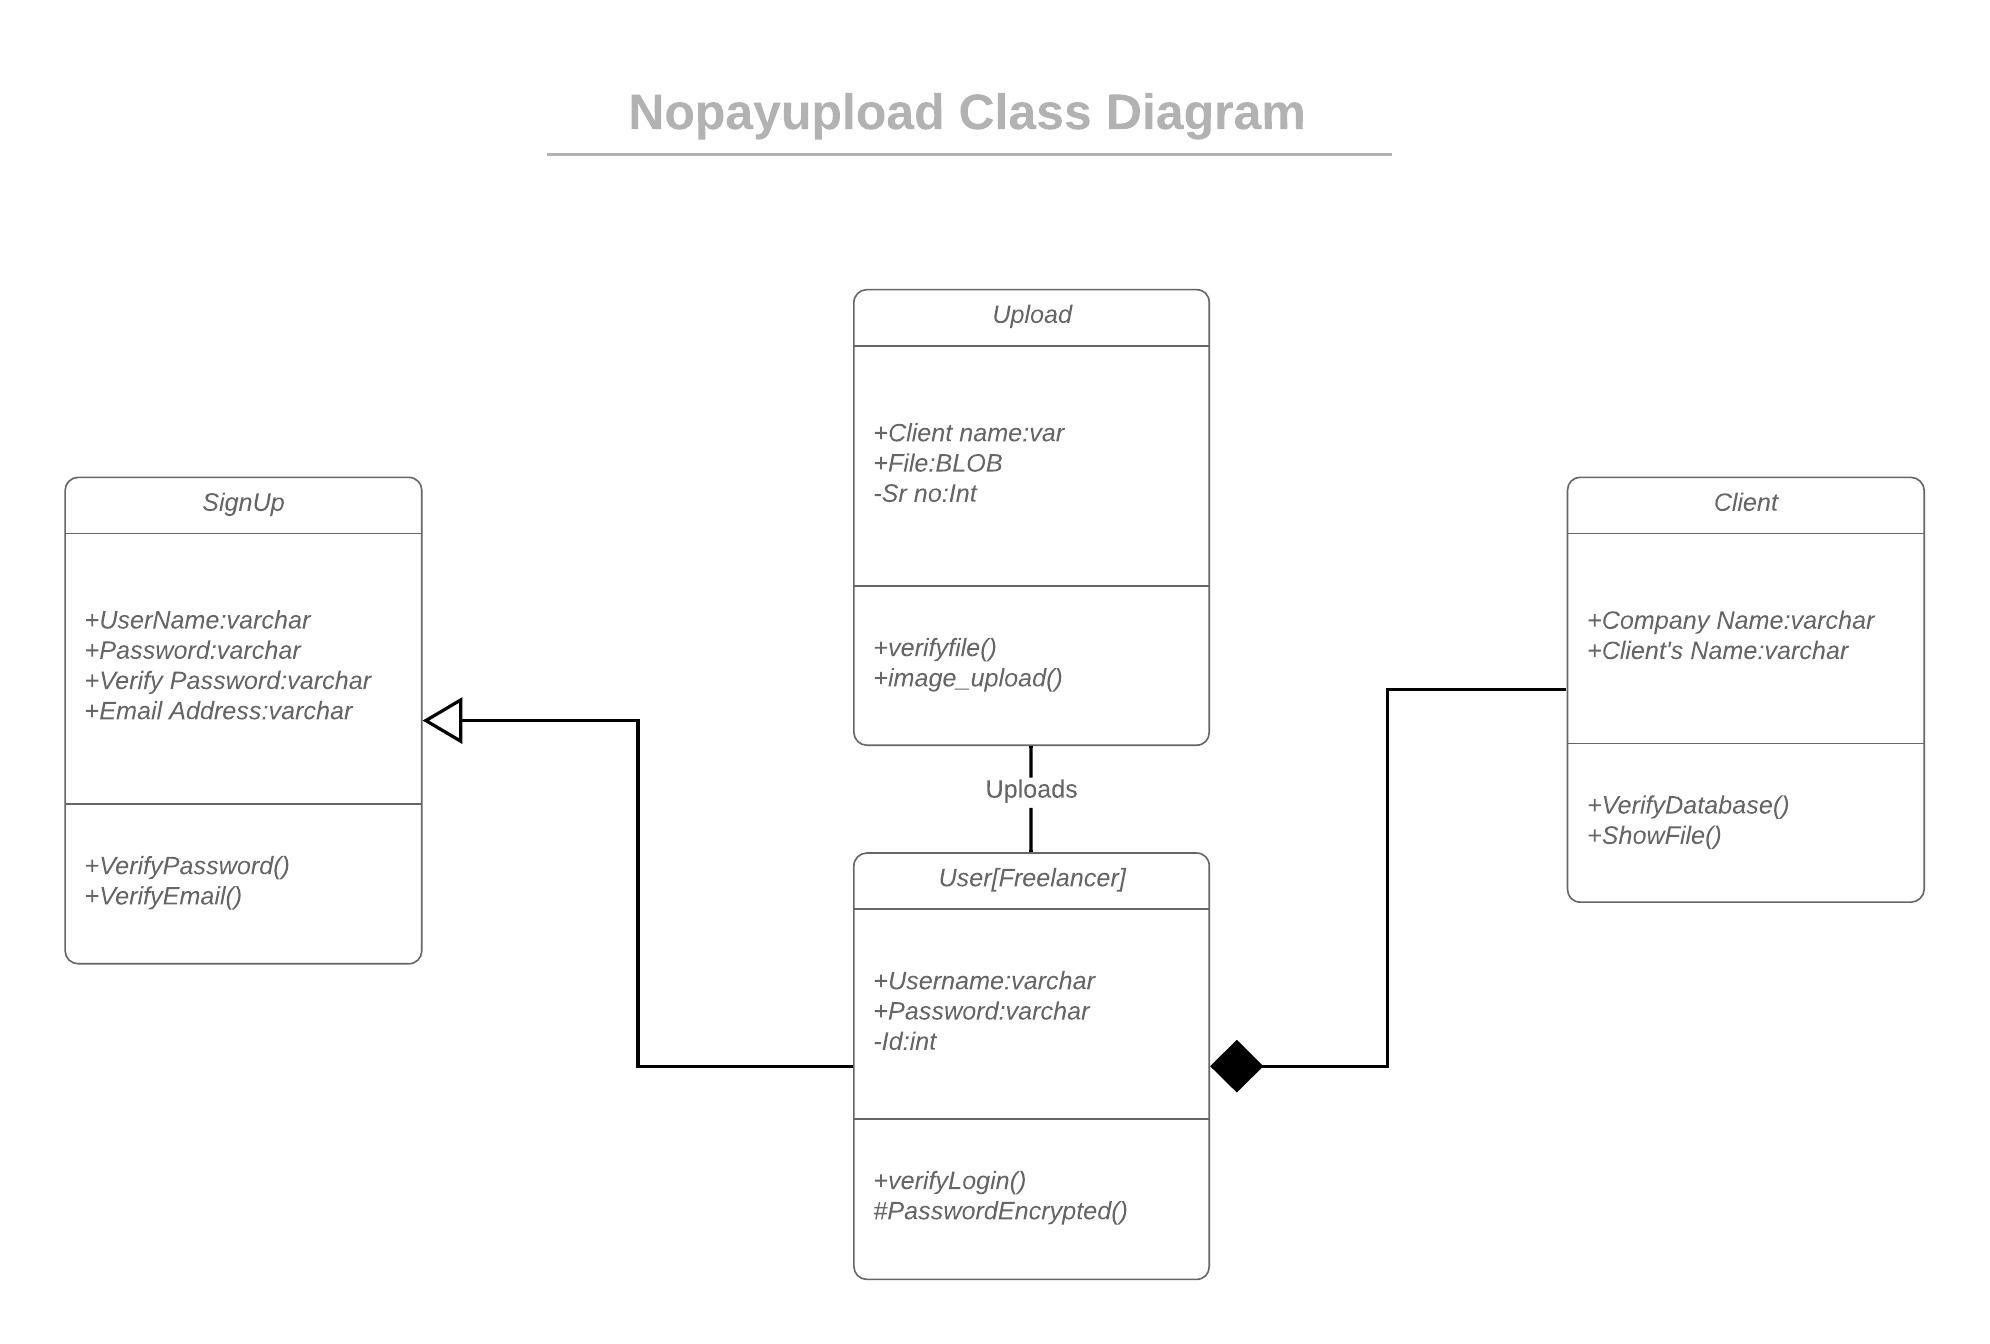 Nopayupload Class Diagram
Upload
+Client name:var
+File:BLOB
-Sr no:Int
+verifyfile()
+image_upload()
SignUp
+UserName:varchar
+Password:varchar
+Verify Password:varchar
+Email Address:varchar
+VerifyPassword()
+VerifyEmail()
Client
+Company Name:varchar
+Client's Name:varchar
+VerifyDatabase()
+ShowFile()
Uploads
User[Freelancer]
+Username:varchar
+Password:varchar
-Id:int
+verifyLogin()
#PasswordEncrypted()